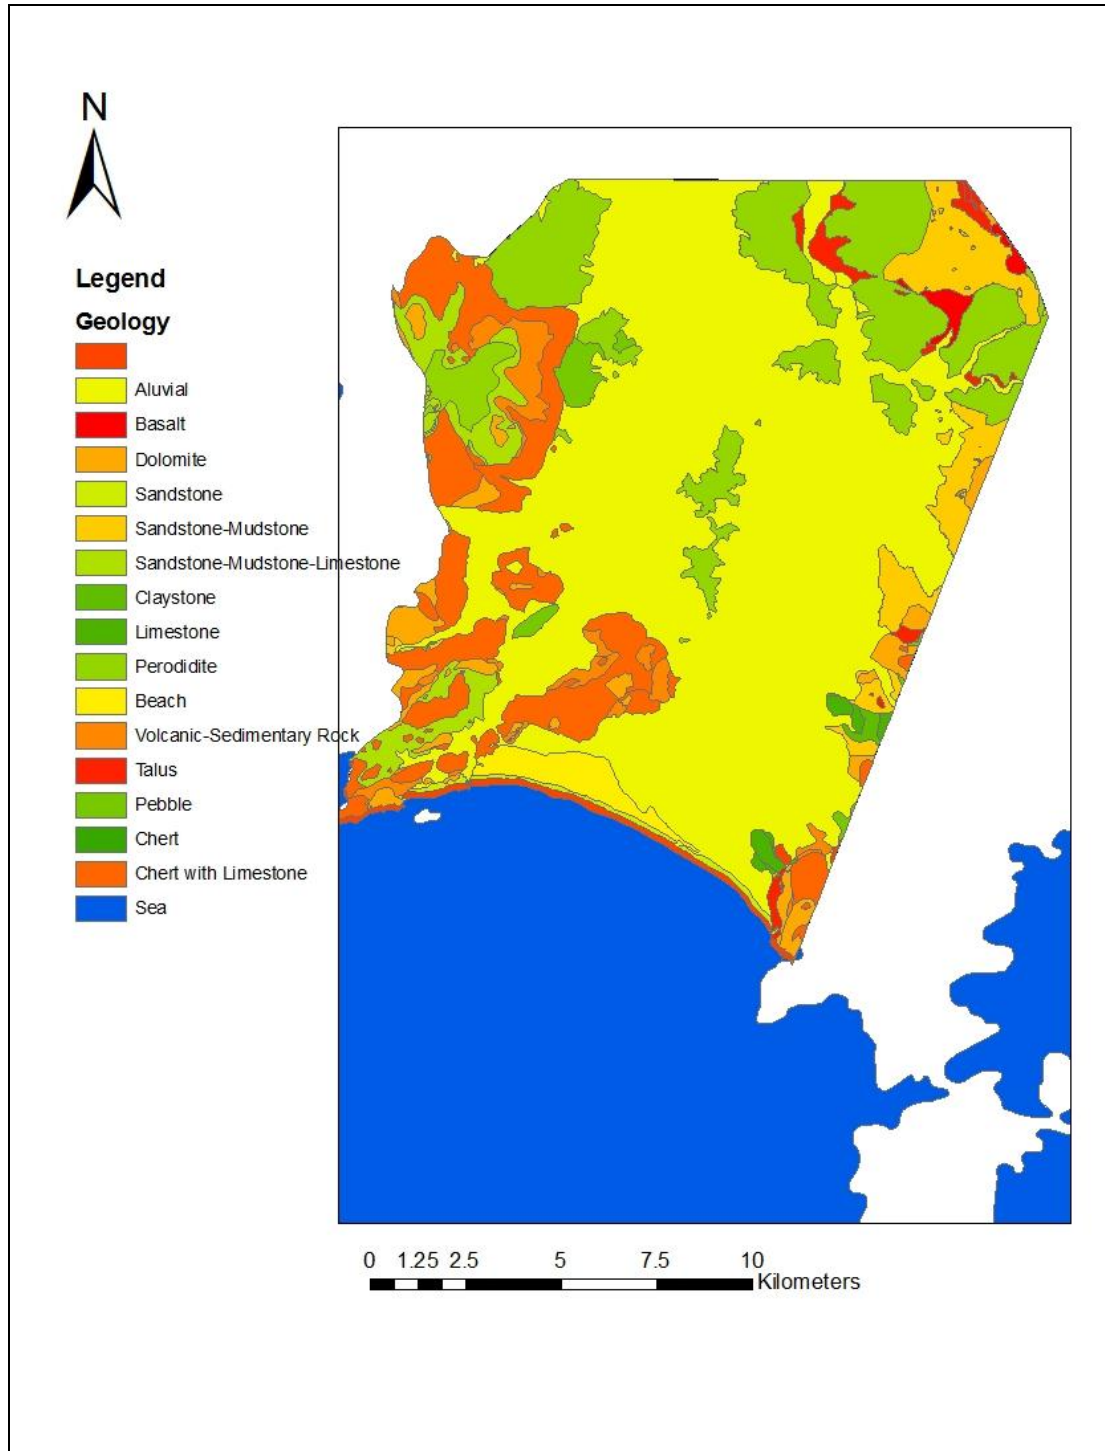 N
Legend
Geology
Aluvial
Basalt
Dolomite
Sandstone
Sandstone-Mudstone
Sandstone-Mudstone-Limestone
Claystone
Limestone
Perodidite
Beach
Volcanic-Sedimentary Rock
Talus
Pebble
Chert
Chert with Limestone
Sea
0 1.25 2.5 5 7.5 10
Kilometers